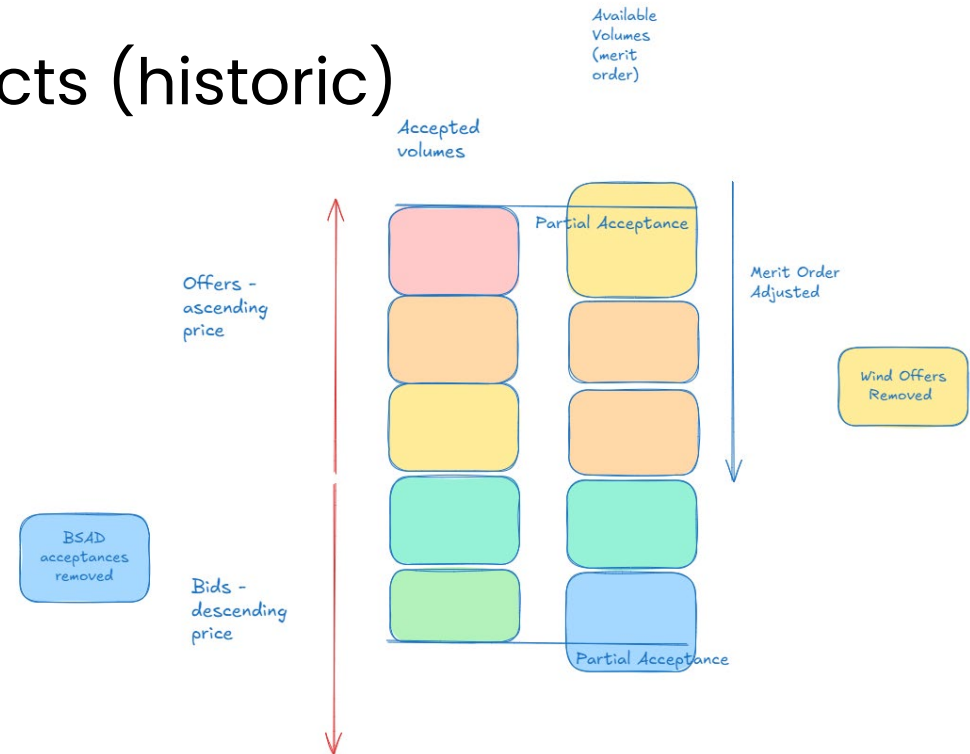 Available
Volumes
(merit
order)
cts (historic)
Accepted
volumes
Partial Acceptance
Offers -
ascending
price
Merit Order
Adjusted
Wind Offers
Removed
BSAD
acceptances
removed
Bids -
descending
price
Partial Acceptance